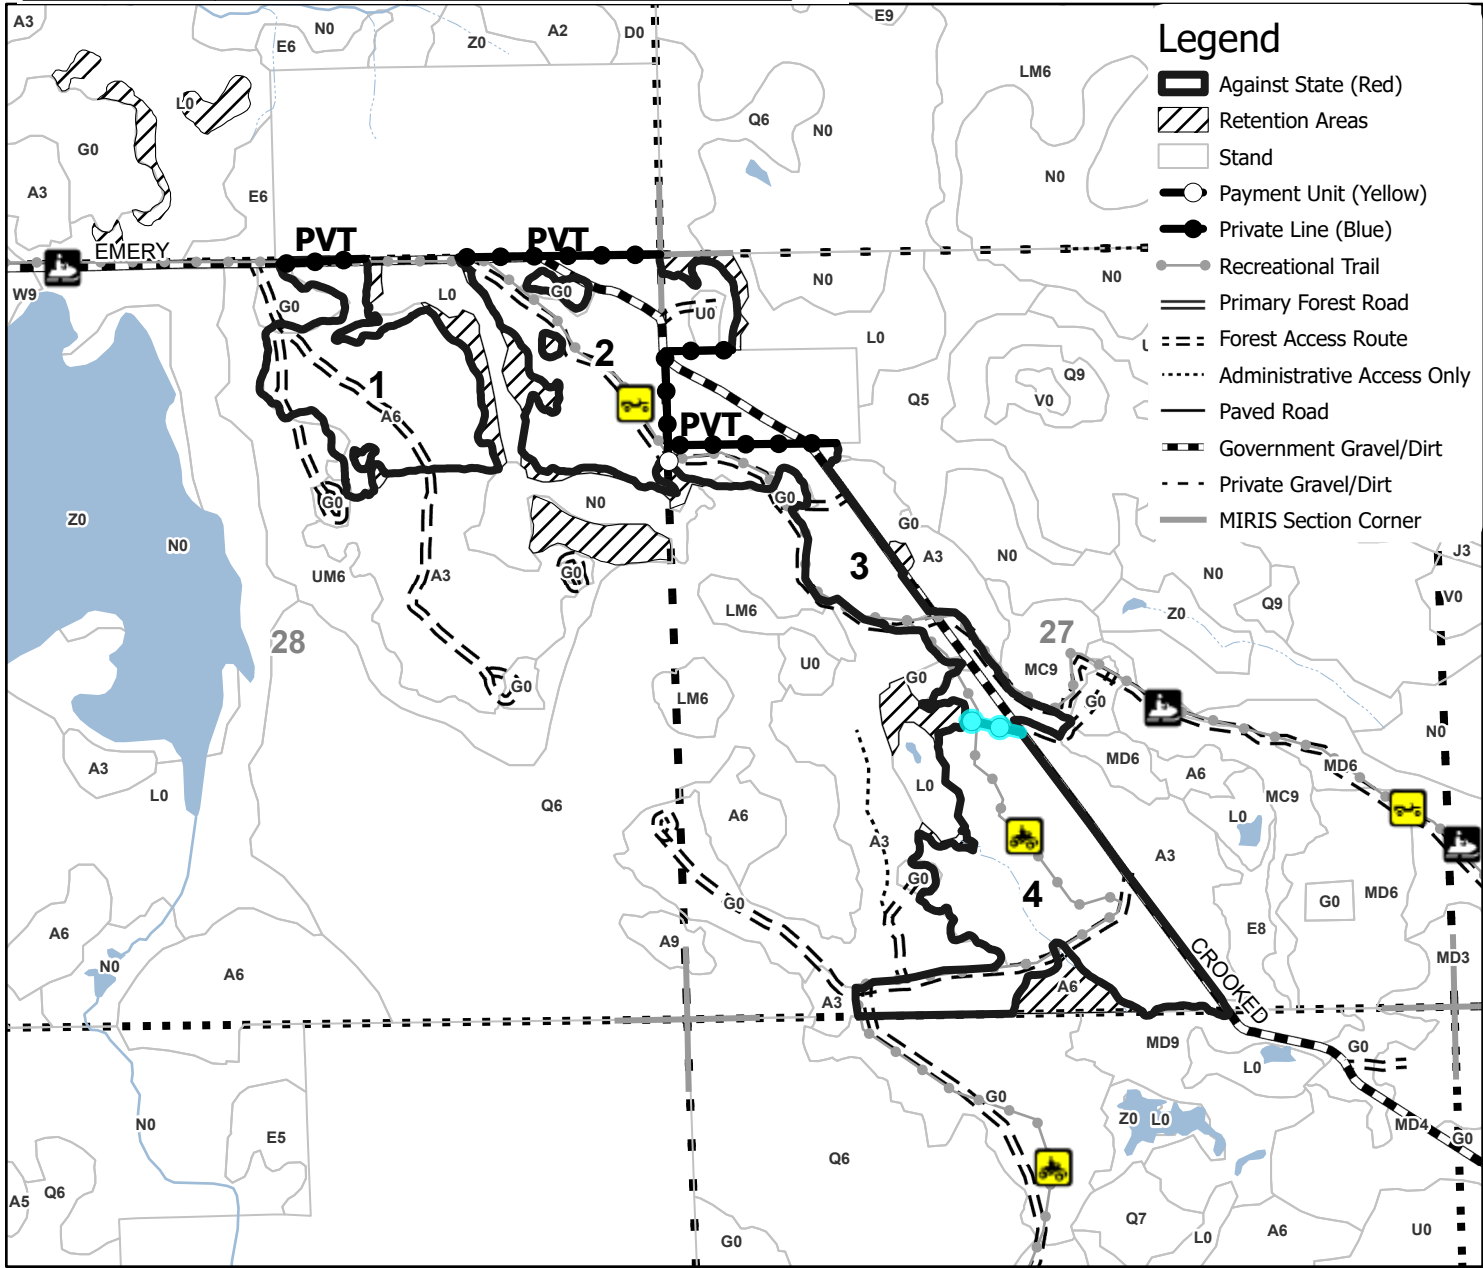 A3
N0
E6
Z0
A2
D0
E9
Legend
Against State (Red)
Retention Areas
Stand
Payment Unit (Yellow)
Private Line (Blue)
Recreational Trail
Primary Forest Road
Forest Access Route
Administrative Access Only
Paved Road
Government Gravel/Dirt
Private Gravel/Dirt
MIRIS Section Corner
LM6
L0
Q6
N0
G0
A3
E6
N0
EMERY
PVT
PVT
W9
G0
L0
G0
U0
N0
N0
L0
2
1
A6
Q9
V0
Q5
PVT
G0
N0
G0
G0
Z0
N0
3
A3
N0
J3
UM6
A3
G0
N0
LM6
Q9
V0
Z0
28
27
U0
MC9
G0
G0
G0
LM6
N0
A3
L0
MD6
A6
MD6
MC9
L0
Q6
A6
L0
A3
A3
G0
4
G0
G0
MD6
E8
A6
A9
N0
A6
MD3
CROOKED
A6
A3
MD9
G0
L0
N0
E5
G0
Z0
L0
MD4
G0
Q6
A5
Q6
Q7
L0
A6
U0
G0